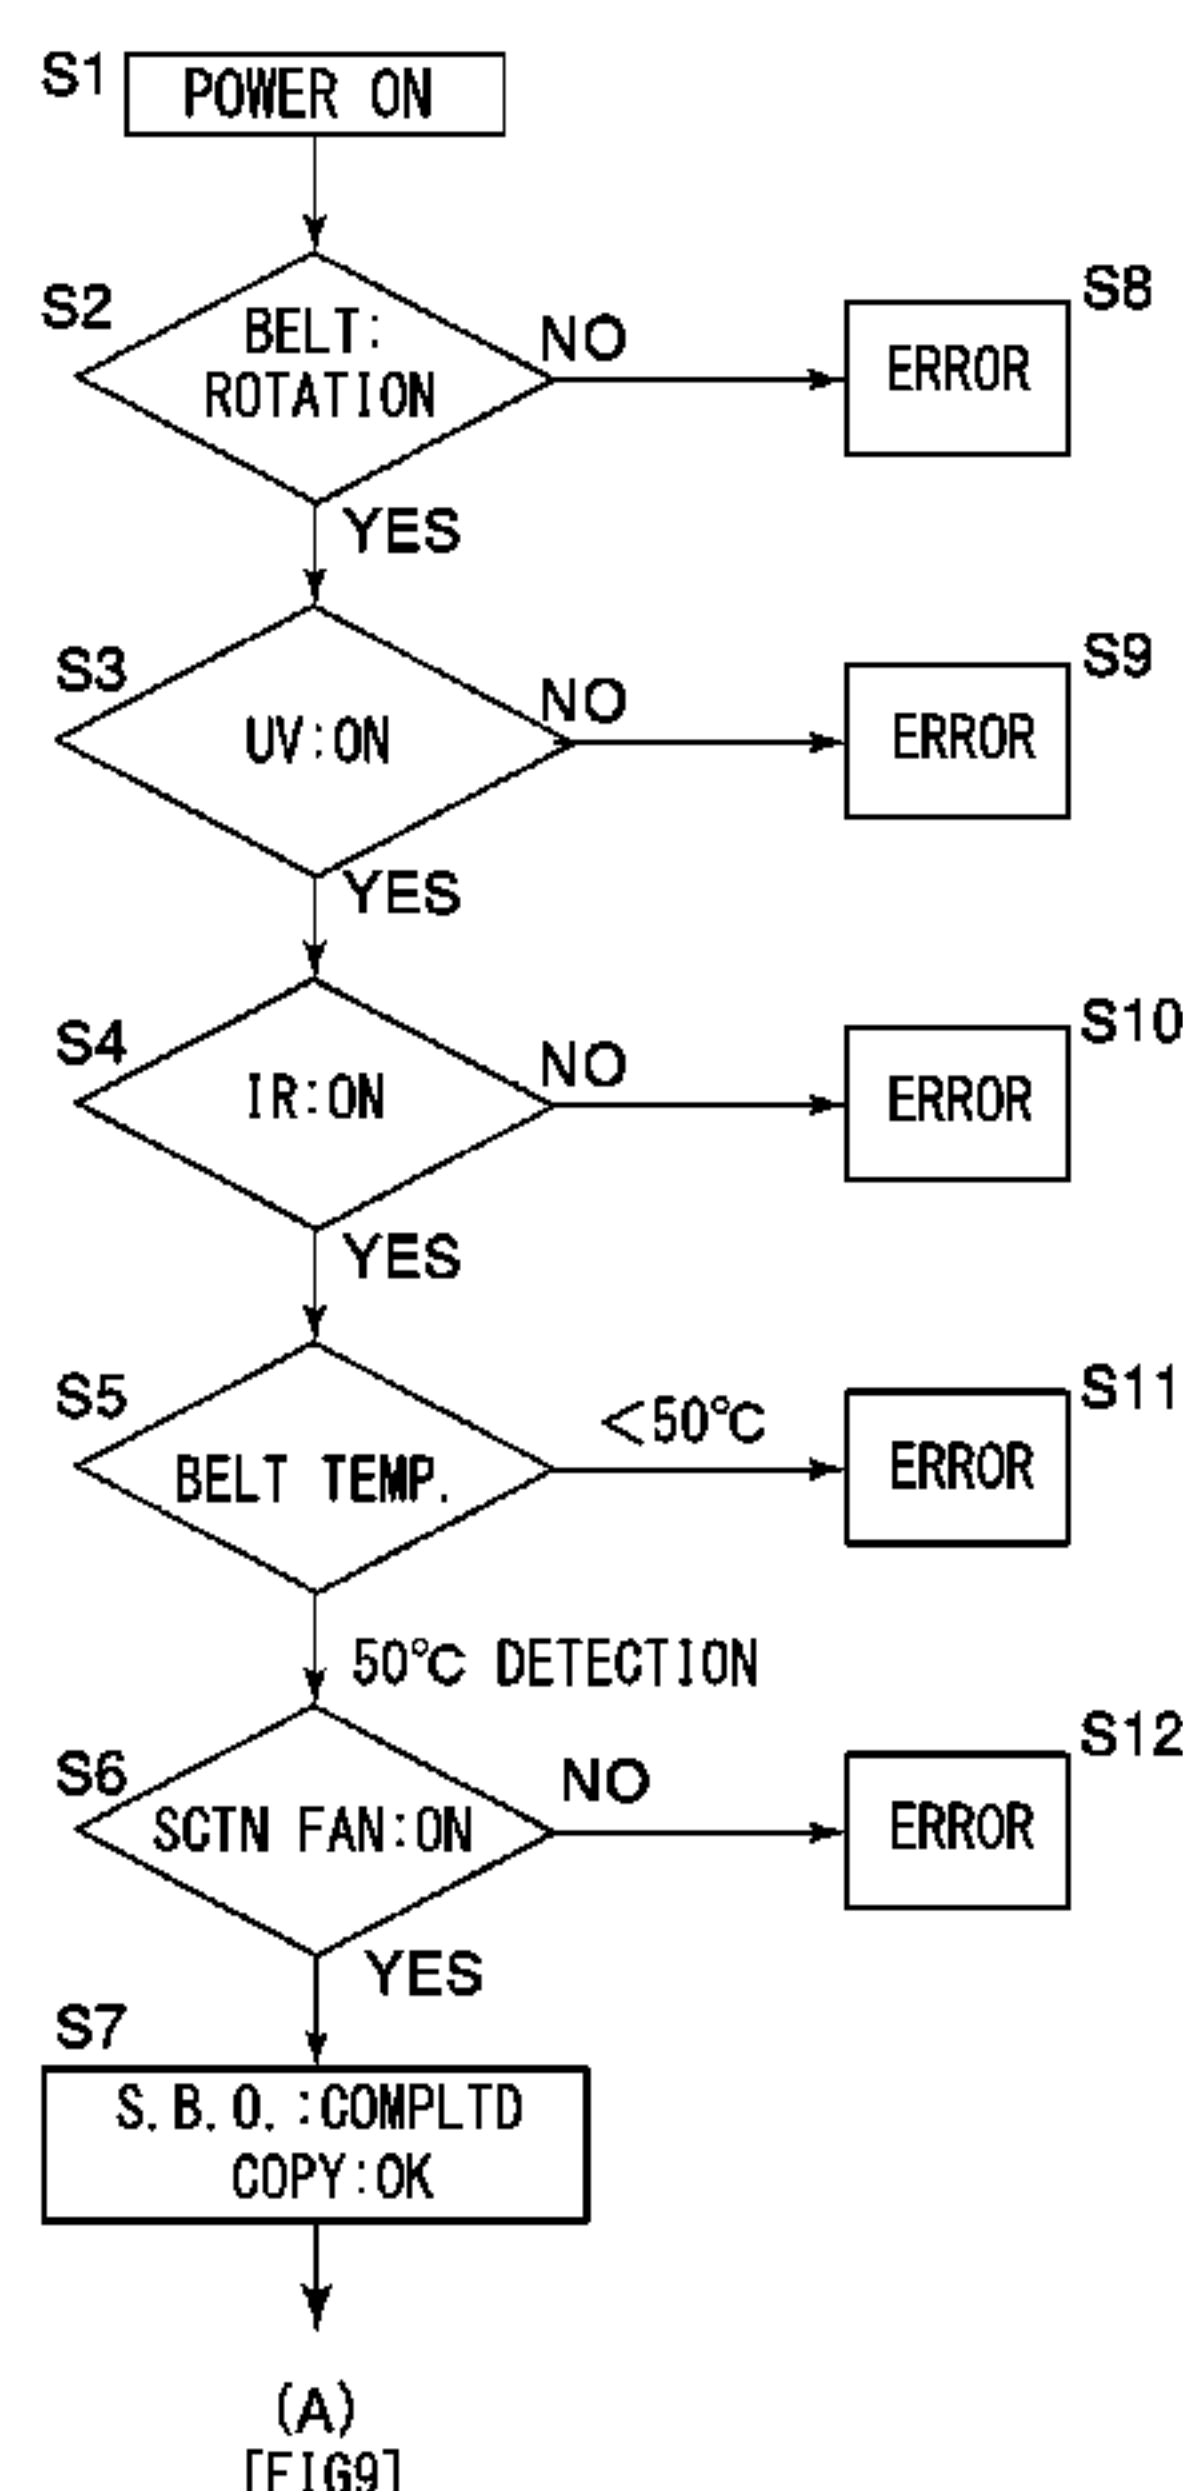 S1
POWER ON
S2
BELT:
ROTATION
NO
S8
ERROR
YES
S3
UV:ON
NO
S9
ERROR
YES
S4
IR:ON
NO
S10
ERROR
YES
S5
BELT TEMP.
<50℃
S11
ERROR
50℃ DETECTION
S6
SCTN FAN:ON
NO
S12
ERROR
YES
S7
S.B.O.:COMPLTD
COPY:OK
(A)
[FIG9]